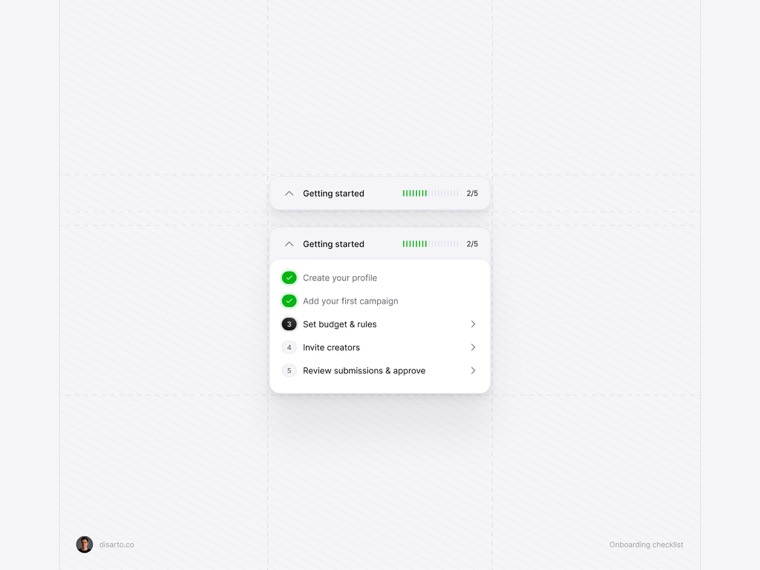 Getting started 2/5
Getting started 2/5
Create your profile
Add your first campaign
3 Set budget & rules
4 Invite creators
5 Review submissions & approve
disarto.co
Onboarding checklist